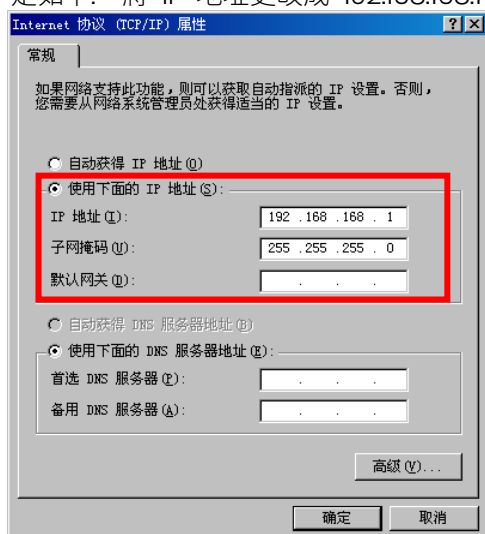 Internet 协议 (TCP/IP) 属性
常规
如果网络支持此功能，则可以获取自动指派的 IP 设置。否则，
您需要从网络系统管理员处获得适当的 IP 设置。
自动获得 IP 地址(O)
使用下面的 IP 地址(S):
IP 地址(I): 192 .168 .168 . 1
子网掩码(U): 255 .255 .255 . 0
默认网关(D): . . .
自动获得 DNS 服务器地址(B)
使用下面的 DNS 服务器地址(E):
首选 DNS 服务器(P): . . .
备用 DNS 服务器(A): . . .
高级(V)...
确定 取消